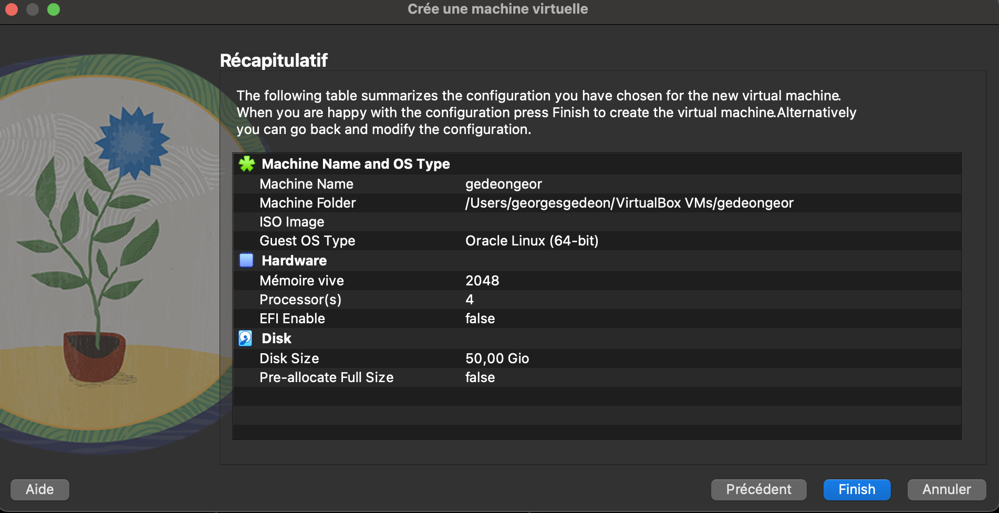 Crée une machine virtuelle
Récapitulatif
The following table summarizes the configuration you have chosen for the new virtual machine.
When you are happy with the configuration press Finish to create the virtual machine.Alternatively
you can go back and modify the configuration.
Machine Name and OS Type
Machine Name gedeongeor
Machine Folder /Users/georgesgedeon/VirtualBox VMs/gedeongeor
ISO Image
Guest OS Type Oracle Linux (64-bit)
Hardware
Mémoire vive 2048
Processor(s) 4
EFI Enable false
Disk
Disk Size 50,00 Gio
Pre-allocate Full Size false
Aide Précédent Finish Annuler